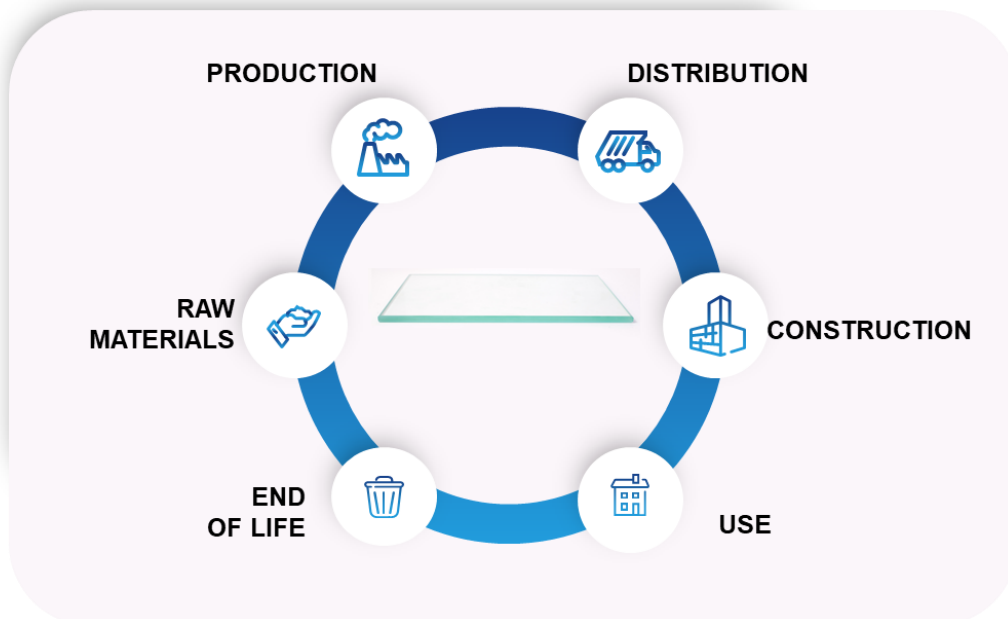 PRODUCTION
DISTRIBUTION
RAW
MATERIALS
CONSTRUCTION
END
OF LIFE
USE